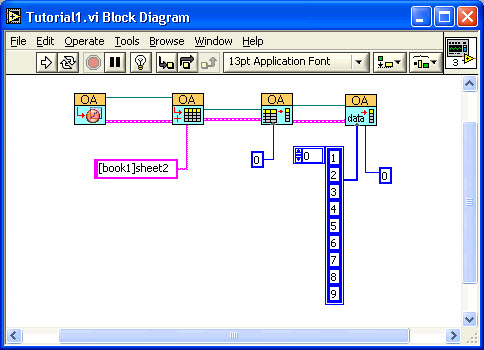 Tutorial1.vi Block Diagram
File Edit Operate Tools Browse Window Help
13pt Application Font
3
OA OA OA OA
data
[book1]sheet2
0 0 0
1
2
3
4
5
6
7
8
9